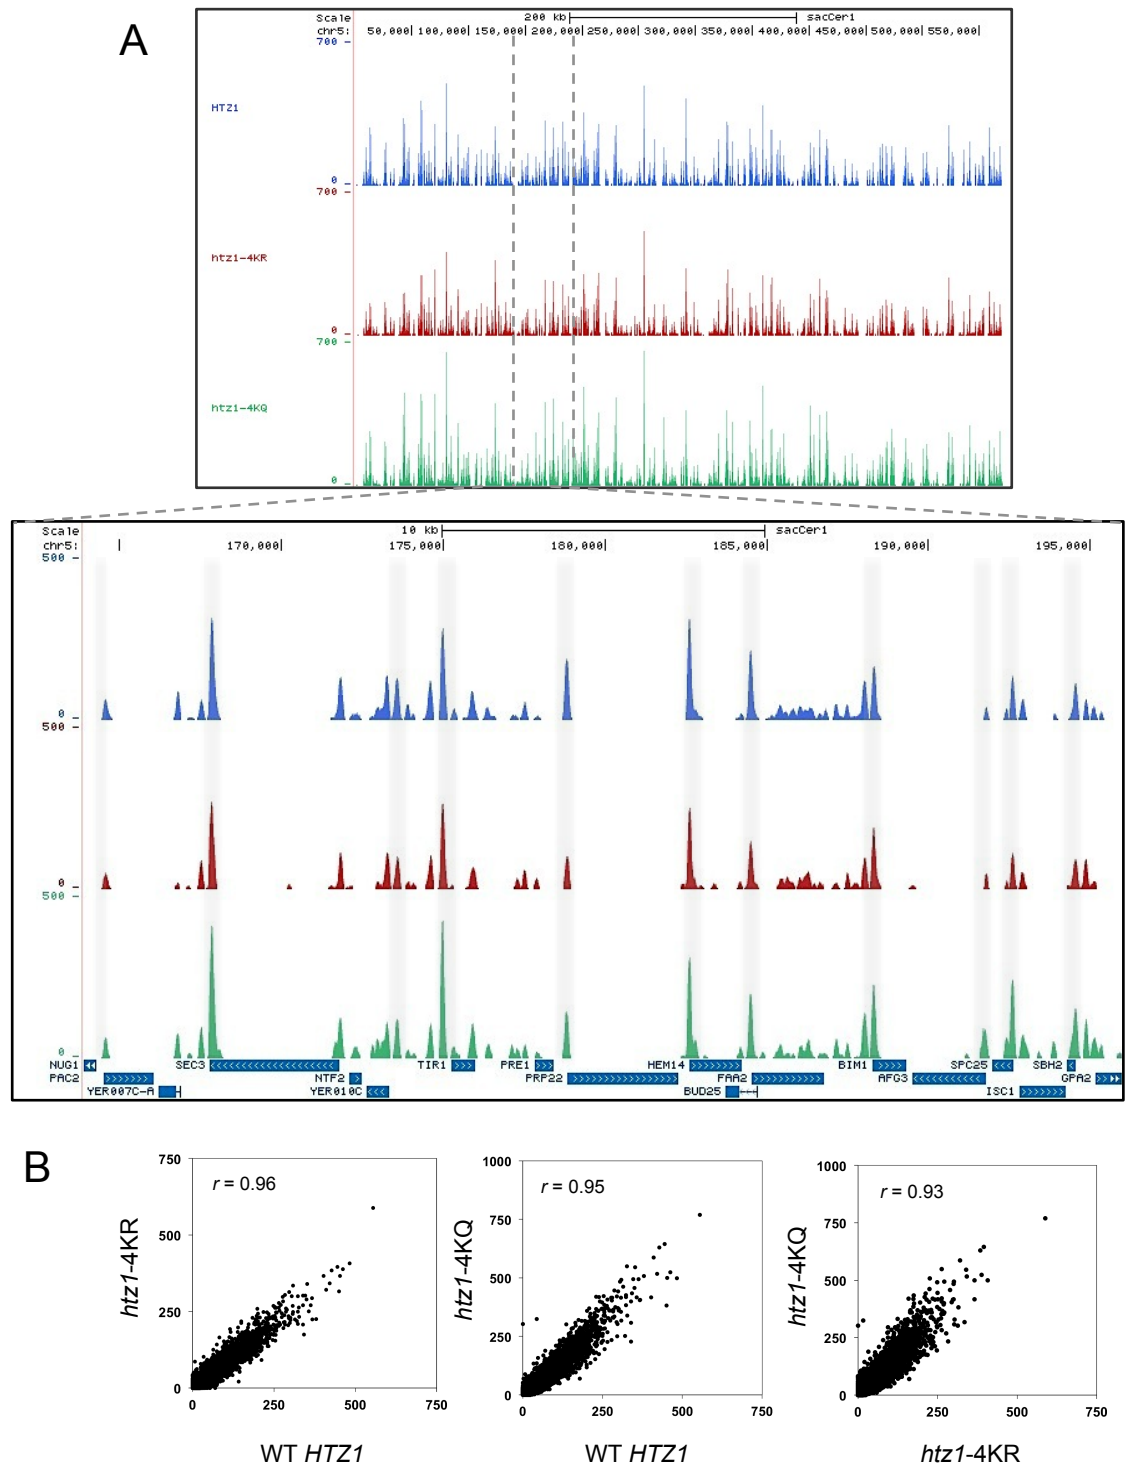 A
Scale 200 kb sacCer1
chr5: 50,000 100,000 150,000 200,000 250,000 300,000 350,000 400,000 450,000 500,000 550,000
700
HTZ1
0
700
htz1-4KR
0
700
htz1-4KQ
0
Scale 10 kb sacCer1
chr5: 170,000 175,000 180,000 185,000 190,000 195,000
500
0
500
0
500
0
NUG1 SEC3 TIR1 PRE1 HEM14 BIM1 SPC25 SBH2
PAC2 NTF2 PRP22 FAA2 AFG3 GPA2
YER007C-A YER010C BUD25 ISC1
B
750
500
250
0
r = 0.96
htz1-4KR
0 250 500 750
WT HTZ1
1000
750
500
250
0
r = 0.95
htz1-4KQ
0 250 500 750
WT HTZ1
1000
750
500
250
0
r = 0.93
htz1-4KQ
0 250 500 750
htz1-4KR